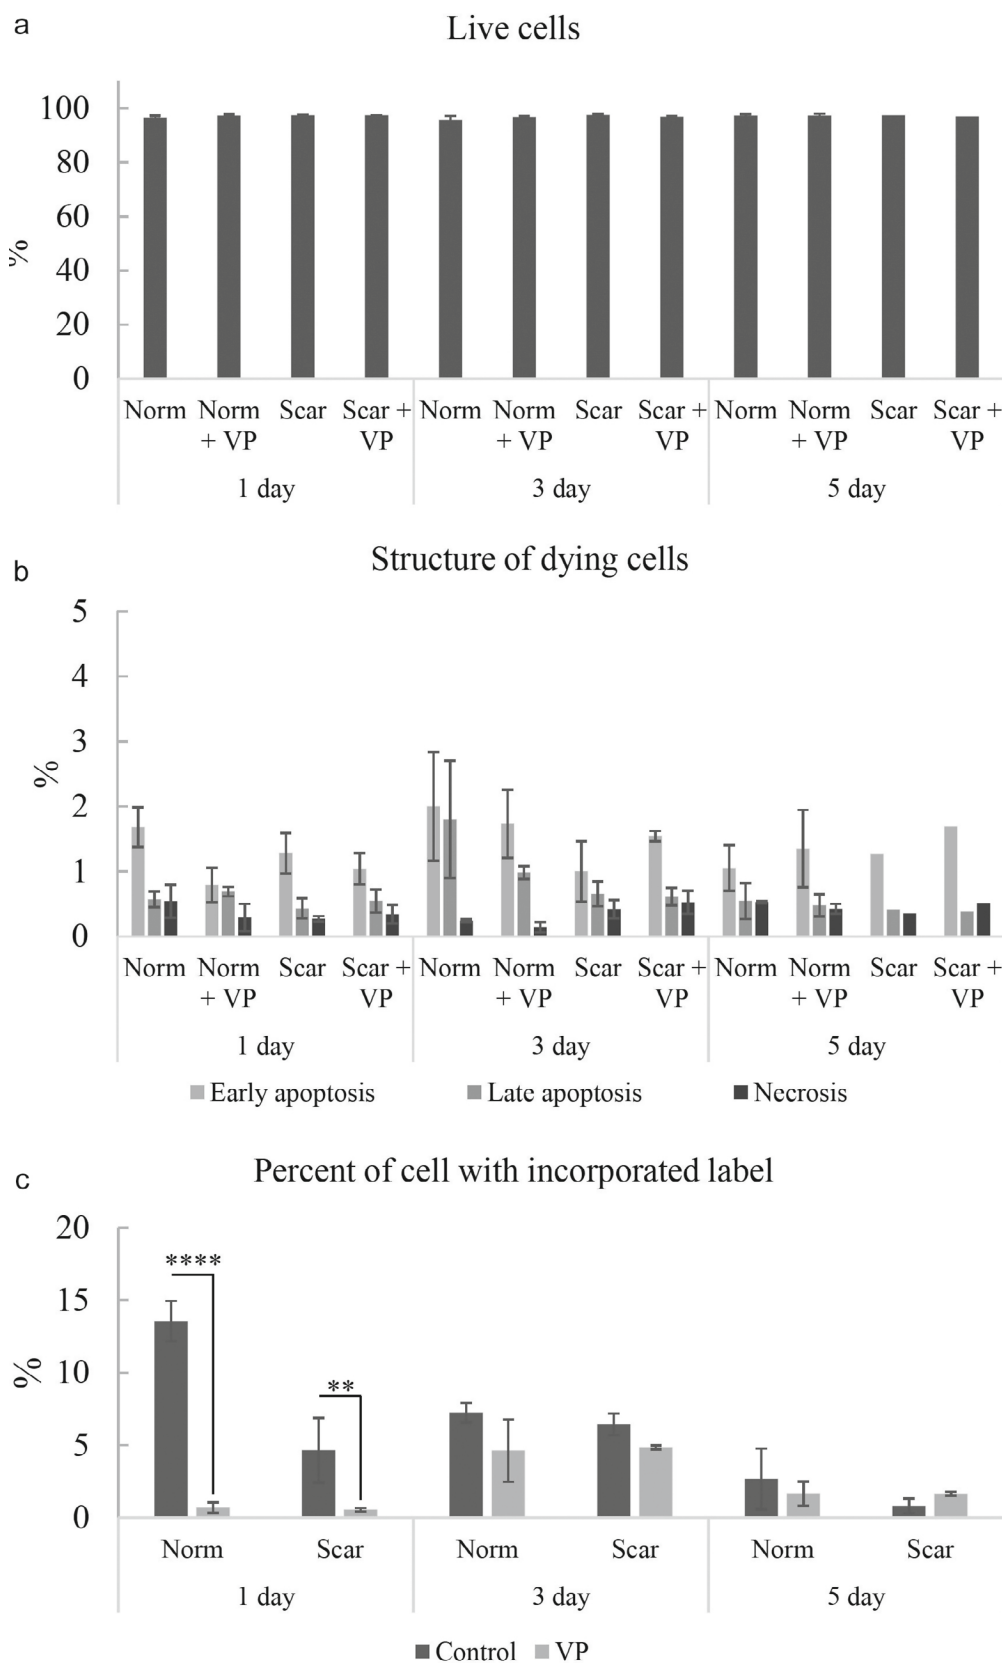 a
Live cells
100
80
60
40
20
0
%
Norm Norm + VP Scar Scar + VP Norm Norm + VP Scar Scar + VP Norm Norm + VP Scar Scar + VP
1 day 3 day 5 day
b
Structure of dying cells
5
4
3
2
1
0
%
Norm Norm + VP Scar Scar + VP Norm Norm + VP Scar Scar + VP Norm Norm + VP Scar Scar + VP
1 day 3 day 5 day
Early apoptosis Late apoptosis Necrosis
c
Percent of cell with incorporated label
20
15
10
5
0
%
****
**
Norm Scar Norm Scar Norm Scar
1 day 3 day 5 day
Control VP